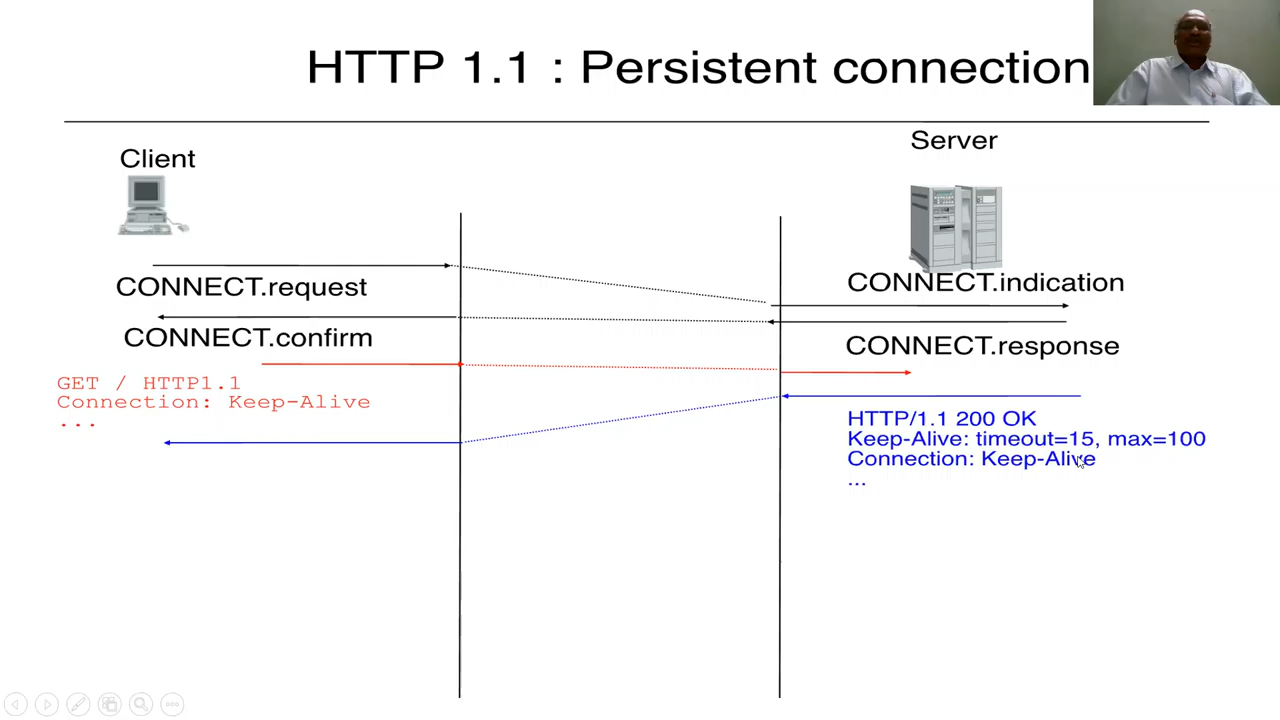 HTTP 1.1 : Persistent connection
Client
Server
CONNECT.request
CONNECT.indication
CONNECT.confirm
CONNECT.response
GET / HTTP1.1
Connection: Keep-Alive
...
HTTP/1.1 200 OK
Keep-Alive: timeout=15, max=100
Connection: Keep-Alive
...